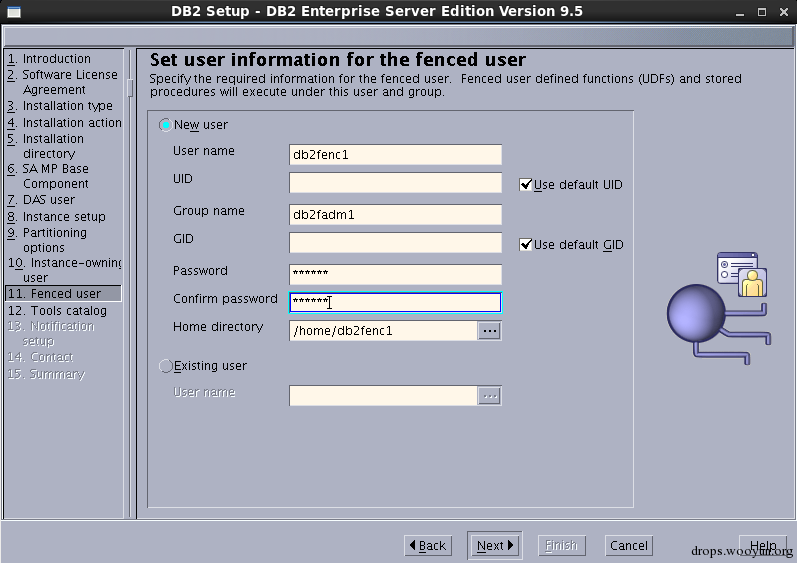 DB2 Setup - DB2 Enterprise Server Edition Version 9.5
1. Introduction
2. Software License
Agreement
3. Installation type
4. Installation action
5. Installation
directory
6. SA MP Base
Component
7. DAS user
8. Instance setup
9. Partitioning
options
10. Instance-owning
user
11. Fenced user
12. Tools catalog
13. Notification
setup
14. Contact
15. Summary
Set user information for the fenced user
Specify the required information for the fenced user. Fenced user defined functions (UDFs) and stored
procedures will execute under this user and group.
New user
User name
db2fenc1
UID
Use default UID
Group name
db2fadm1
GID
Use default GID
Password
******
Confirm password
******
Home directory
/home/db2fenc1
...
Existing user
User name
...
Back
Next
Finish
Cancel
Help
drops.wooyun.org